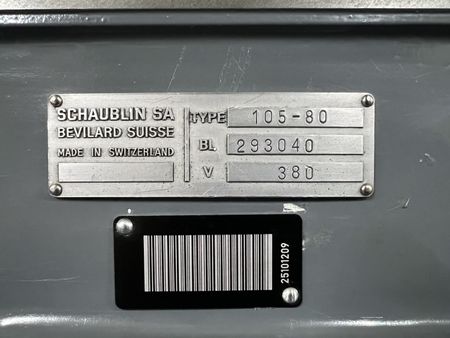 SCHAUBLIN SA
BEVILARD SUISSE
MADE IN SWITZERLAND
TYPE 105-80
BL 293040
V 380
25101209